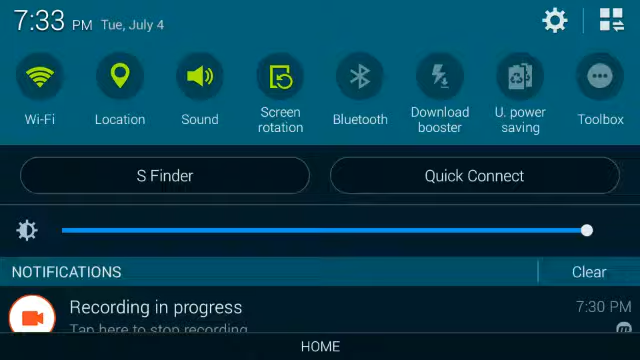 7:33 PM Tue, July 4
Wi-Fi
Location
Sound
Screen rotation
Bluetooth
Download booster
U. power saving
Toolbox
S Finder
Quick Connect
NOTIFICATIONS
Clear
Recording in progress
7:30 PM
Tap here to stop recording
HOME